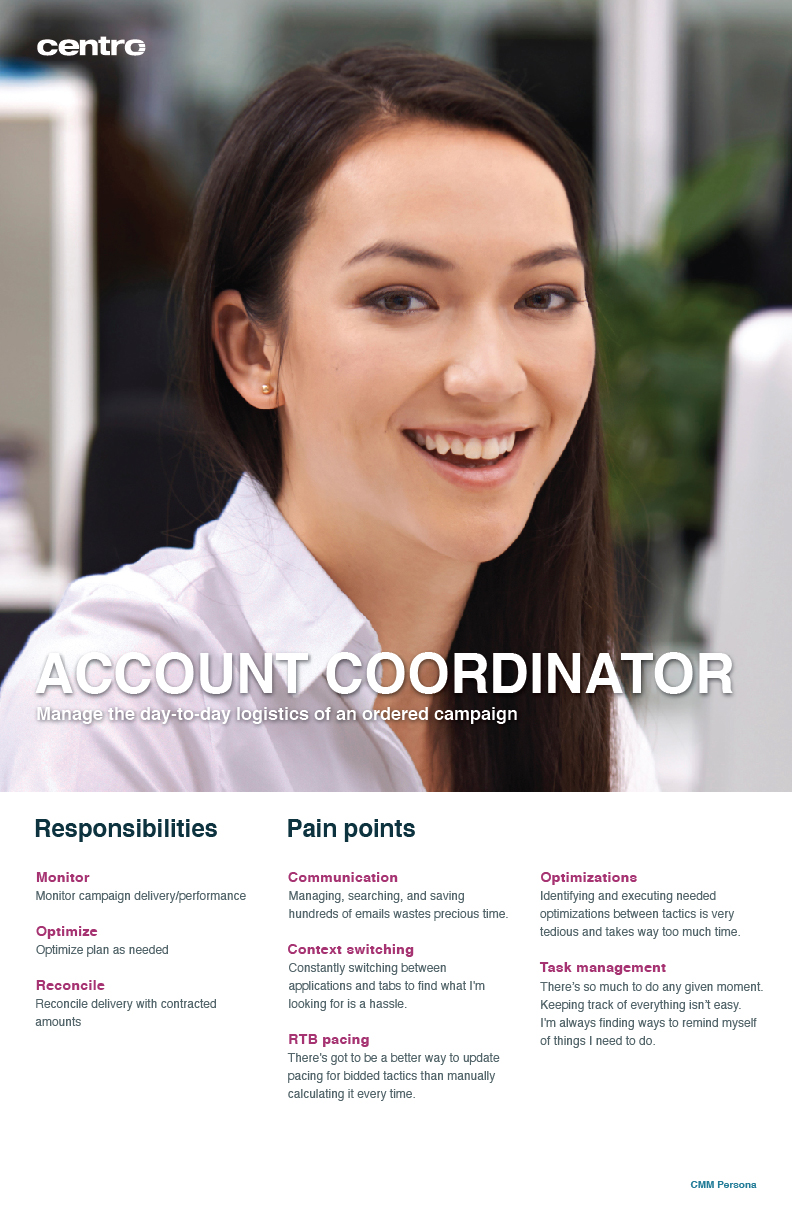 centro
ACCOUNT COORDINATOR
Manage the day-to-day logistics of an ordered campaign
Responsibilities
Monitor
Monitor campaign delivery/performance
Optimize
Optimize plan as needed
Reconcile
Reconcile delivery with contracted
amounts
Pain points
Communication
Managing, searching, and saving
hundreds of emails wastes precious time.
Context switching
Constantly switching between
applications and tabs to find what I'm
looking for is a hassle.
RTB pacing
There's got to be a better way to update
pacing for bidded tactics than manually
calculating it every time.
Optimizations
Identifying and executing needed
optimizations between tactics is very
tedious and takes way too much time.
Task management
There's so much to do any given moment.
Keeping track of everything isn't easy.
I'm always finding ways to remind myself
of things I need to do.
CMM Persona